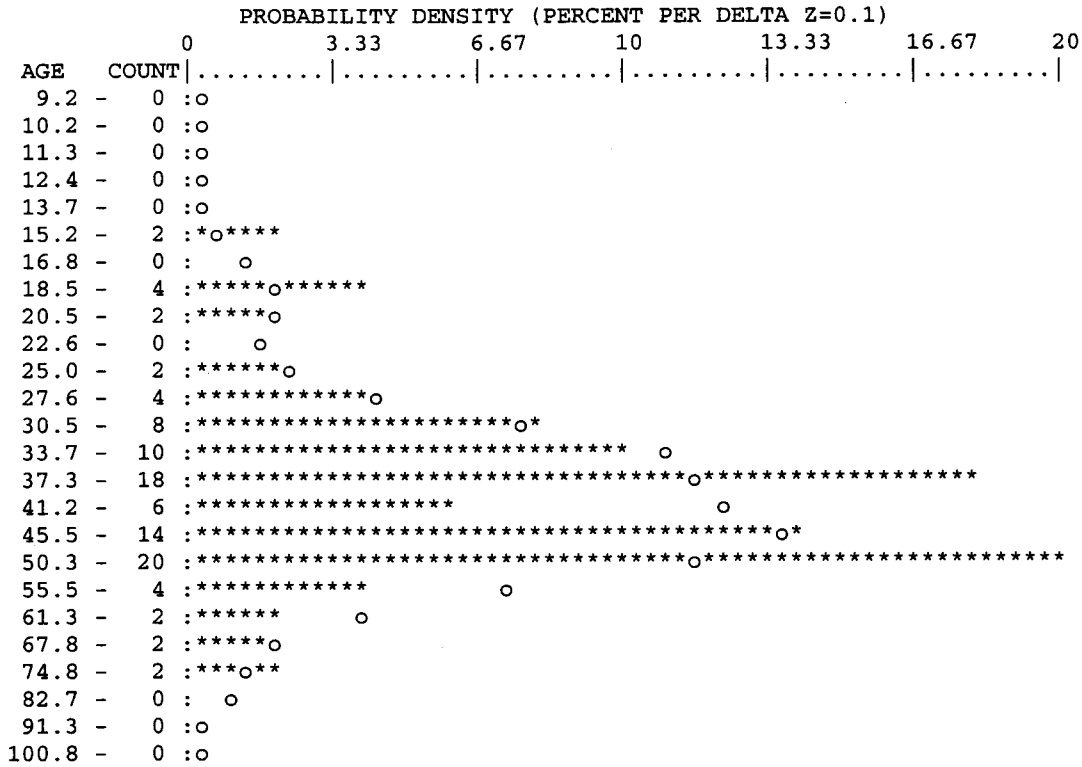 PROBABILITY DENSITY (PERCENT PER DELTA Z=0.1)
0 3.33 6.67 10 13.33 16.67 20
AGE COUNT|.........|.........|.........|.........|.........|.........|
9.2 - 0 :o
10.2 - 0 :o
11.3 - 0 :o
12.4 - 0 :o
13.7 - 0 :o
15.2 - 2 :*o****
16.8 - 0 :   o
18.5 - 4 :*****o******
20.5 - 2 :*****o
22.6 - 0 :    o
25.0 - 2 :******o
27.6 - 4 :************o
30.5 - 8 :**********************o*
33.7 - 10 :******************************  o
37.3 - 18 :**********************************o*******************
41.2 - 6 :******************                  o
45.5 - 14 :****************************************o*
50.3 - 20 :**********************************o*************************
55.5 - 4 :************         o
61.3 - 2 :******     o
67.8 - 2 :*****o
74.8 - 2 :***o**
82.7 - 0 :  o
91.3 - 0 :o
100.8 - 0 :o